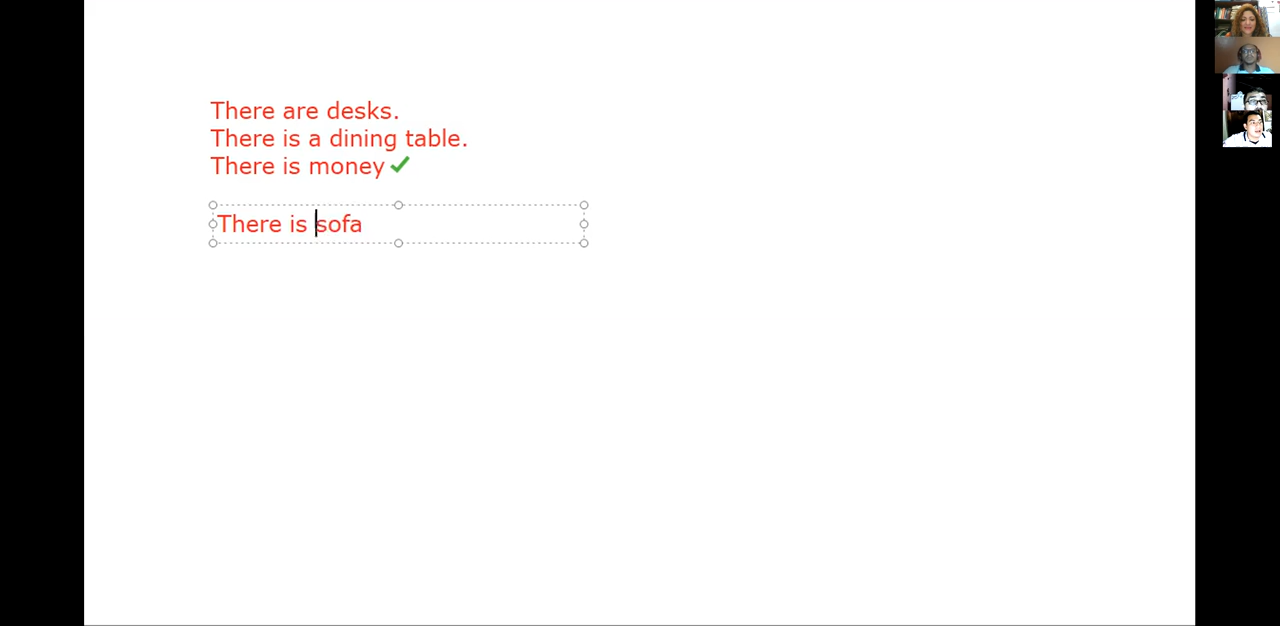 There are desks.
There is a dining table.
There is money
There is sofa